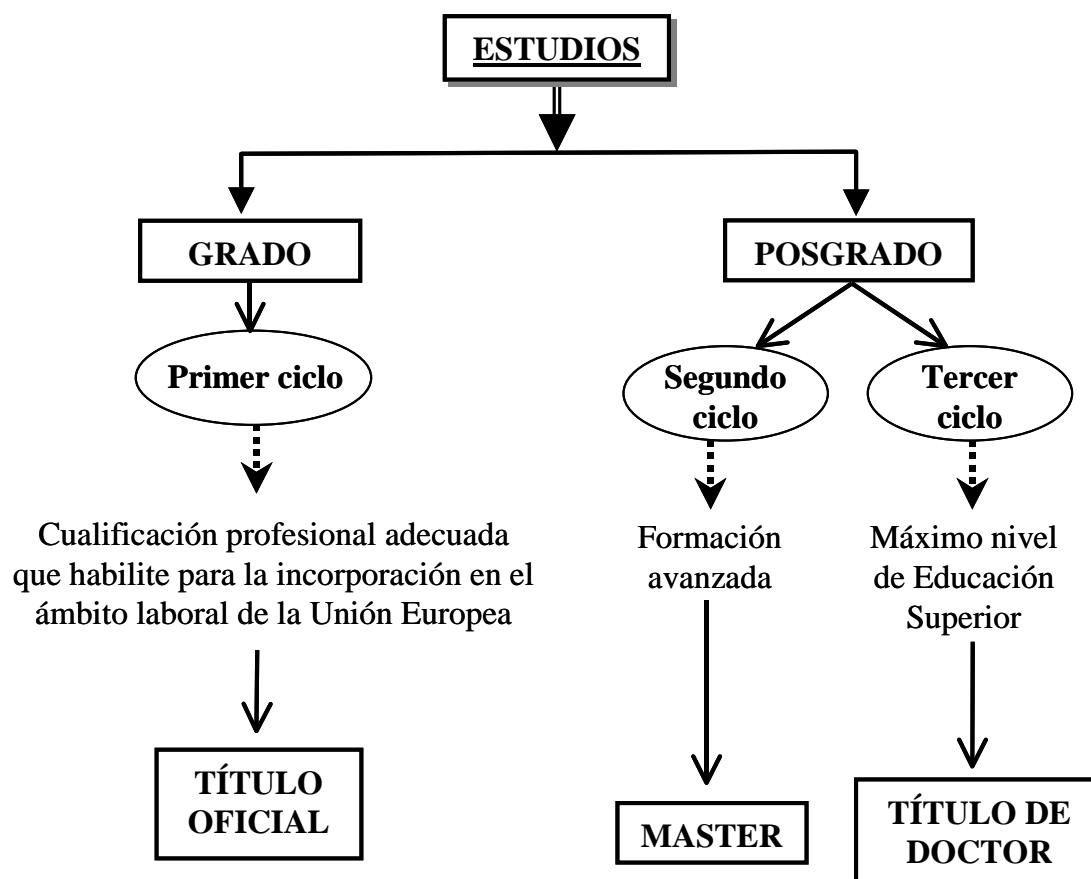 ESTUDIOS
GRADO
POSGRADO
Primer ciclo
Segundo
ciclo
Tercer
ciclo
Cualificación profesional adecuada
que habilite para la incorporación en el
ámbito laboral de la Unión Europea
Formación
avanzada
Máximo nivel
de Educación
Superior
TÍTULO
OFICIAL
MASTER
TÍTULO DE
DOCTOR